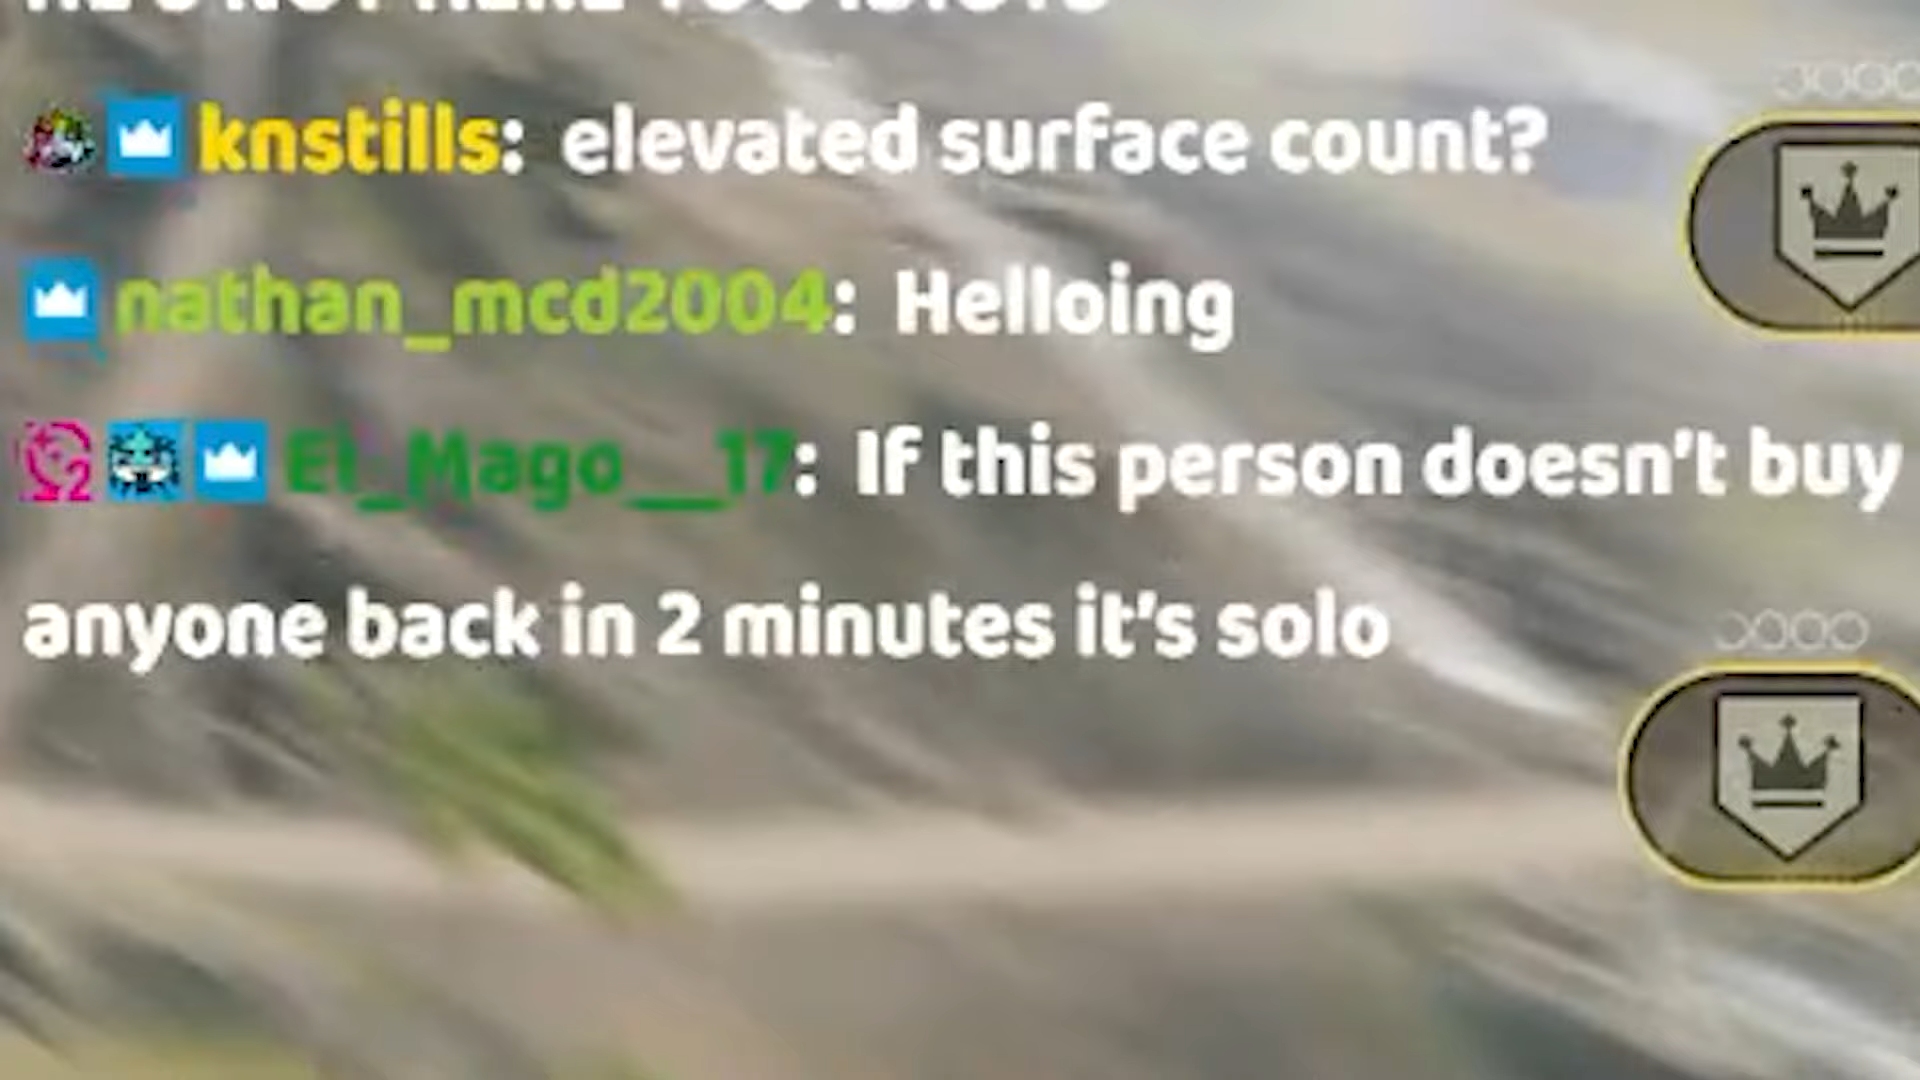 knstills: elevated surface count?
nathan_mcd2004: Helloing
El_Mago__17: If this person doesn't buy
anyone back in 2 minutes it's solo